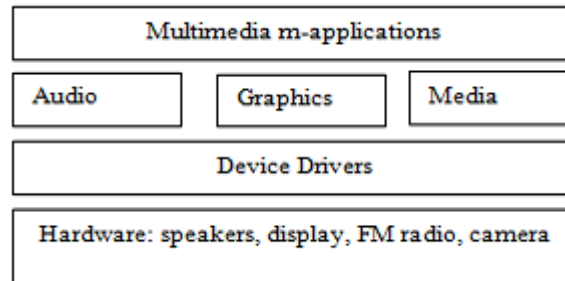 Multimedia m-applications
Audio Graphics Media
Device Drivers
Hardware: speakers, display, FM radio, camera